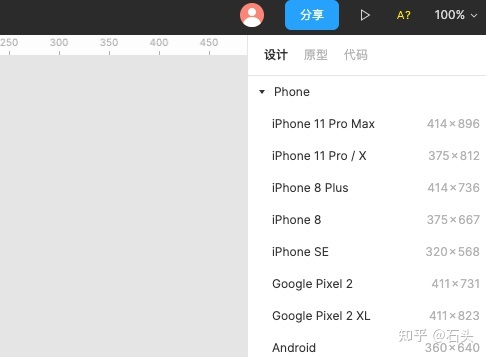 分享
A?
100%
250 300 350 400 450
设计 原型 代码
Phone
iPhone 11 Pro Max 414×896
iPhone 11 Pro / X 375×812
iPhone 8 Plus 414×736
iPhone 8 375×667
iPhone SE 320×568
Google Pixel 2 411×731
Google Pixel 2 XL 411×823
Android 360×640
知乎 @石头